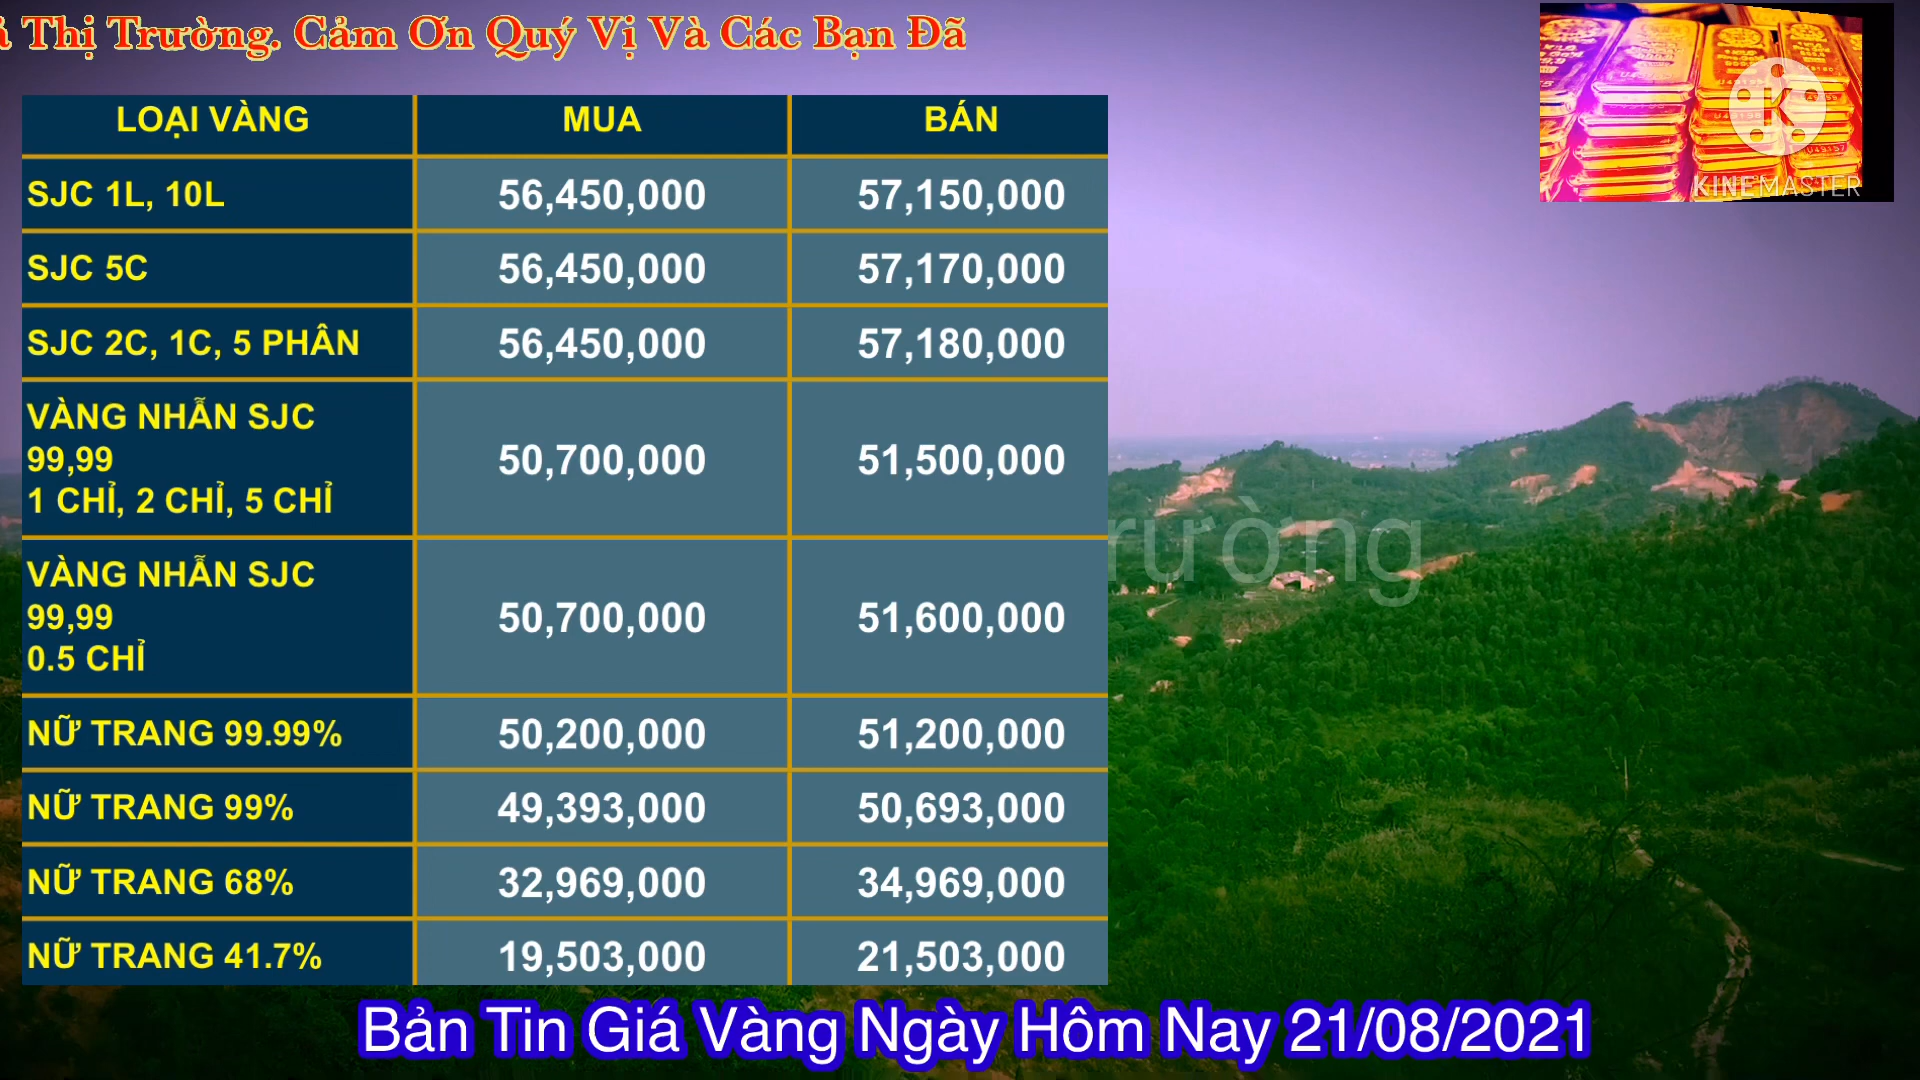 Thị Trường. Cảm Ơn Quý Vị Và Các Bạn Đã
KINEMASTER
LOẠI VÀNG MUA BÁN
SJC 1L, 10L 56,450,000 57,150,000
SJC 5C 56,450,000 57,170,000
SJC 2C, 1C, 5 PHÂN 56,450,000 57,180,000
VÀNG NHẪN SJC
99,99
1 CHỈ, 2 CHỈ, 5 CHỈ 50,700,000 51,500,000
VÀNG NHẪN SJC
99,99
0.5 CHỈ 50,700,000 51,600,000
NỮ TRANG 99.99% 50,200,000 51,200,000
NỮ TRANG 99% 49,393,000 50,693,000
NỮ TRANG 68% 32,969,000 34,969,000
NỮ TRANG 41.7% 19,503,000 21,503,000
Bản Tin Giá Vàng Ngày Hôm Nay 21/08/2021